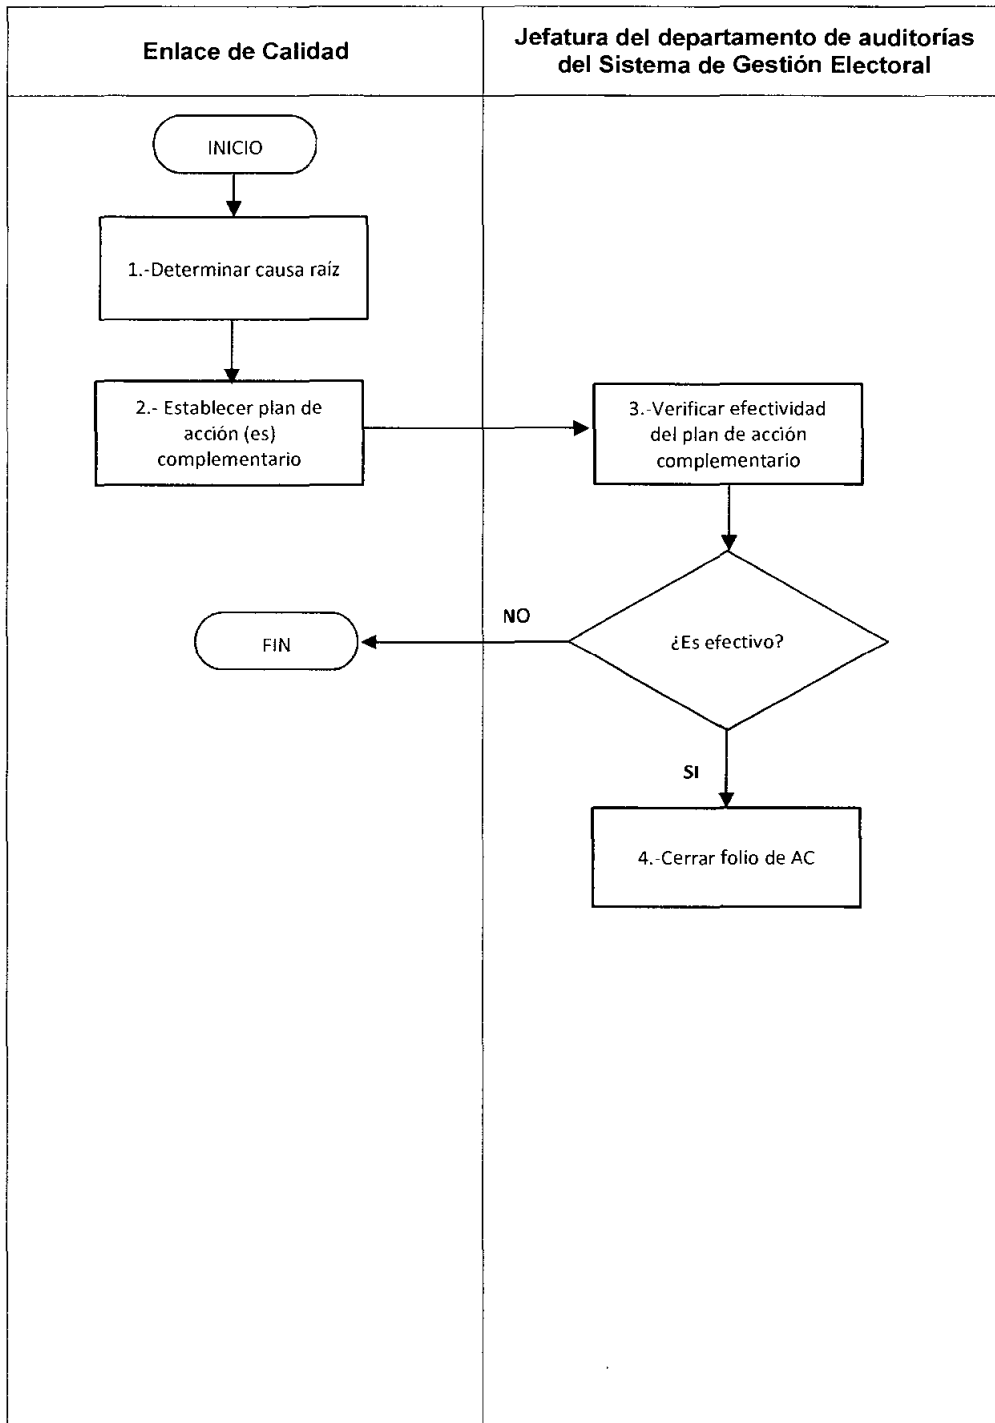 Enlace de Calidad
Jefatura del departamento de auditorías
del Sistema de Gestión Electoral
INICIO
1.-Determinar causa raíz
2.- Establecer plan de
acción (es)
complementario
3.-Verificar efectividad
del plan de acción
complementario
NO
FIN
¿Es efectivo?
SI
4.-Cerrar folio de AC